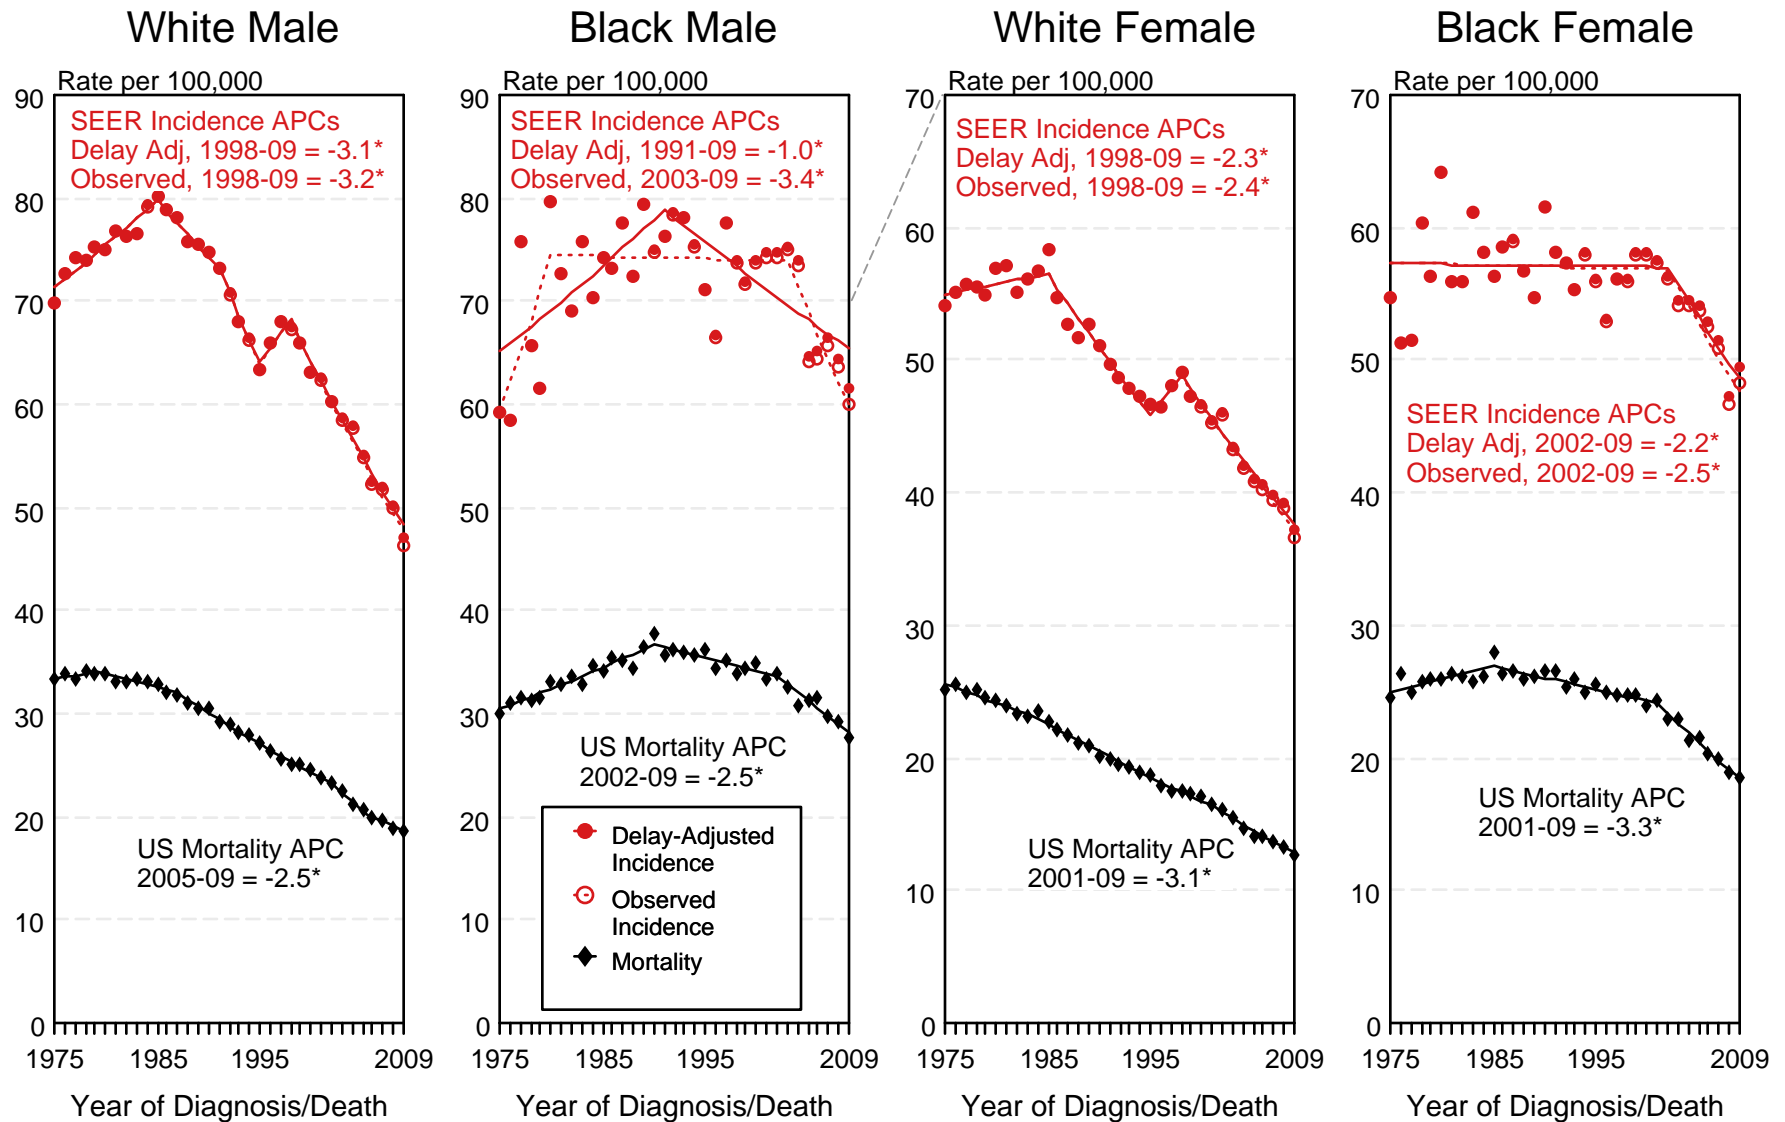 White Male
Rate per 100,000
90
80
70
60
50
40
30
20
10
0
SEER Incidence APCs
Delay Adj, 1998-09 = -3.1*
Observed, 1998-09 = -3.2*
US Mortality APC
2005-09 = -2.5*
1975 1985 1995 2009
Year of Diagnosis/Death
Black Male
Rate per 100,000
90
80
70
60
50
40
30
20
10
0
SEER Incidence APCs
Delay Adj, 1991-09 = -1.0*
Observed, 2003-09 = -3.4*
US Mortality APC
2002-09 = -2.5*
Delay-Adjusted
Incidence
Observed
Incidence
Mortality
1975 1985 1995 2009
Year of Diagnosis/Death
White Female
Rate per 100,000
70
60
50
40
30
20
10
0
SEER Incidence APCs
Delay Adj, 1998-09 = -2.3*
Observed, 1998-09 = -2.4*
US Mortality APC
2001-09 = -3.1*
1975 1985 1995 2009
Year of Diagnosis/Death
Black Female
Rate per 100,000
70
60
50
40
30
20
10
0
SEER Incidence APCs
Delay Adj, 2002-09 = -2.2*
Observed, 2002-09 = -2.5*
US Mortality APC
2001-09 = -3.3*
1975 1985 1995 2009
Year of Diagnosis/Death